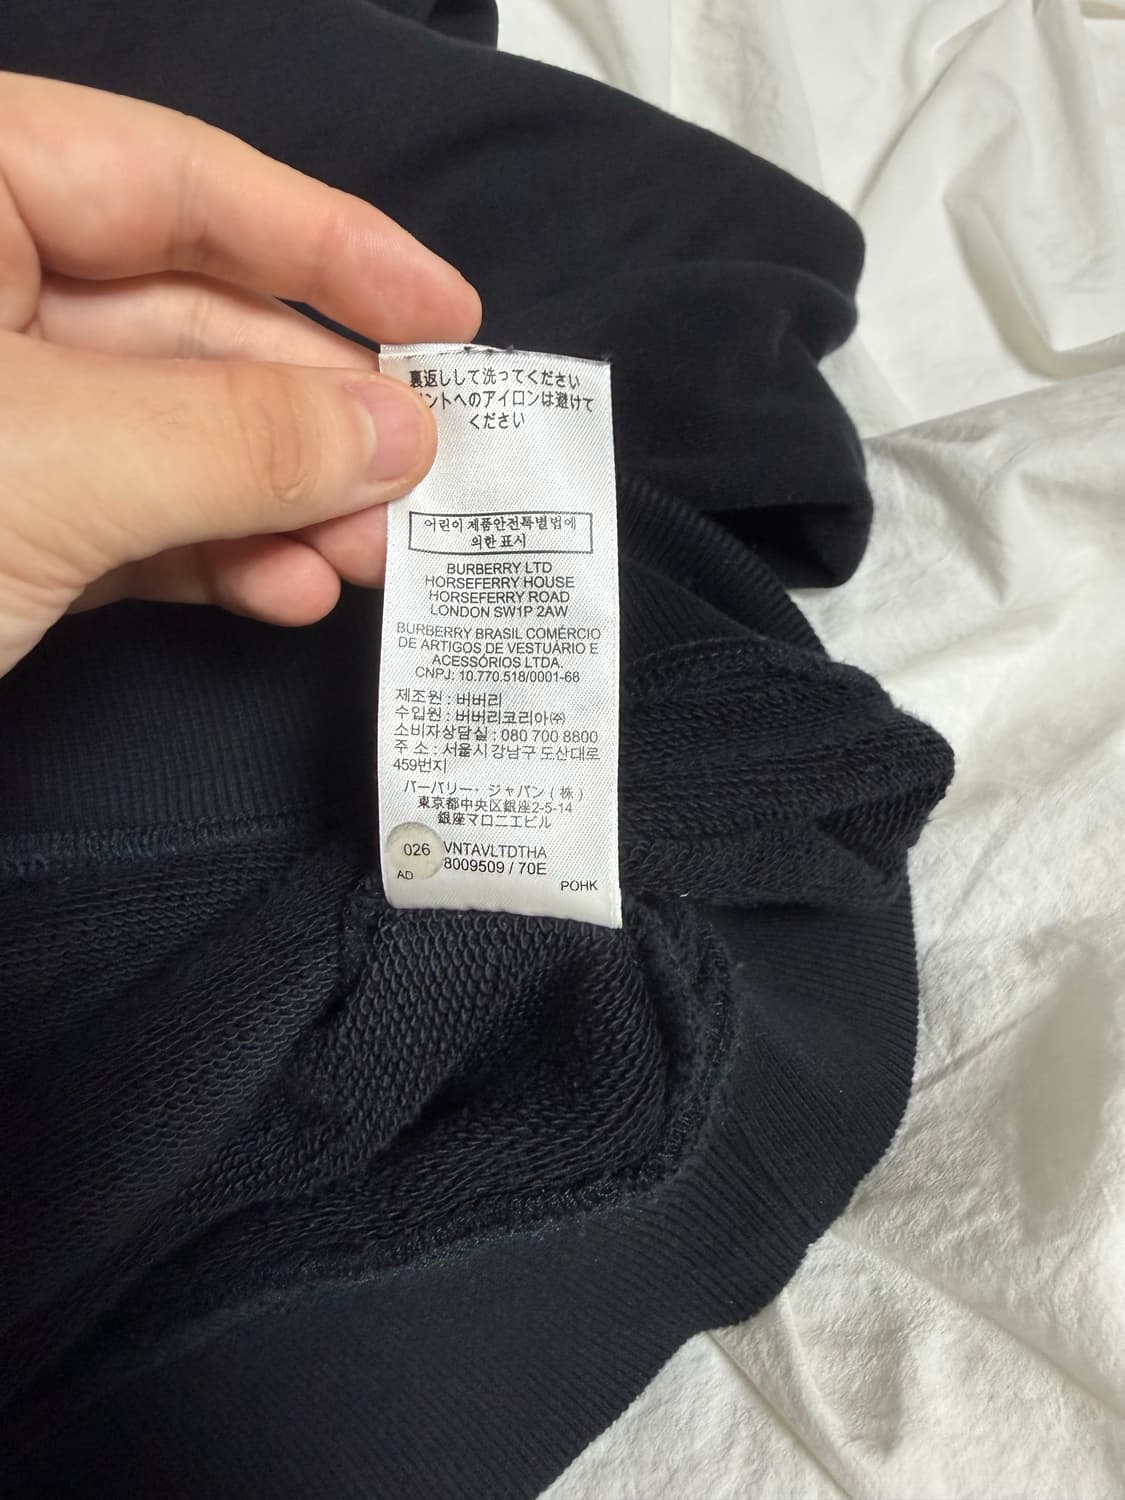 裏返しして洗ってください
ントへのアイロンは避けて
ください
어린이 제품안전특별법에
의한 표시
BURBERRY LTD
HORSEFERRY HOUSE
HORSEFERRY ROAD
LONDON SW1P 2AW
BURBERRY BRASIL COMÉRCIO
DE ARTIGOS DE VESTUÁRIO E
ACESSÓRIOS LTDA.
CNPJ: 10.770.518/0001-68
제조원 : 버버리
수입원 : 버버리코리아㈜
소비자상담실 : 080 700 8800
주 소 : 서울시 강남구 도산대로
459번지
バーバリー・ジャパン(株)
東京都中央区銀座2-5-14
銀座マロニエビル
026 VNTAVLTDTHA
8009509 / 70E
AD POHK